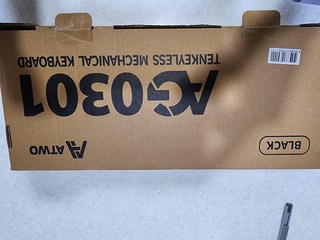 BLACK
ATWO
AG0301
TENKEYLESS MECHANICAL KEYBOARD